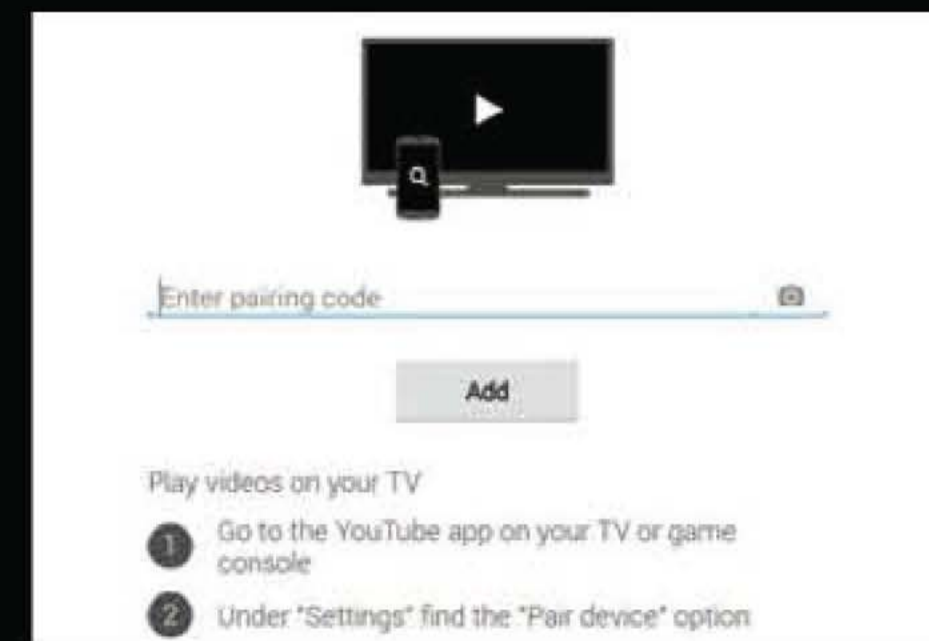 Enter pairing code
Add
Play videos on your TV
1 Go to the YouTube app on your TV or game
console
2 Under "Settings" find the "Pair device" option